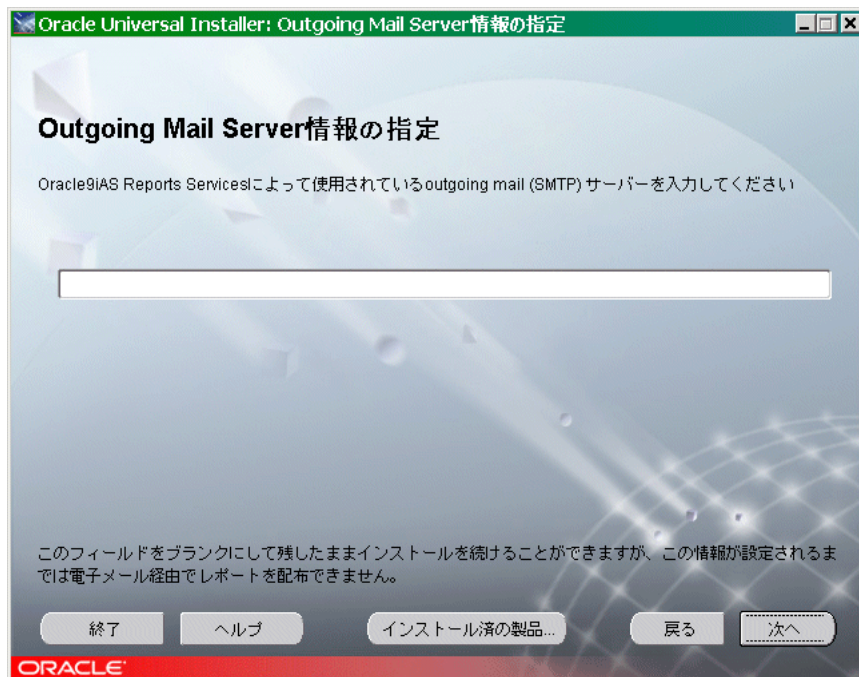 Oracle Universal Installer: Outgoing Mail Server情報の指定
Outgoing Mail Server情報の指定
Oracle9iAS Reports Servicesによって使用されているoutgoing mail (SMTP) サーバーを入力してください
このフィールドをブランクにして残したままインストールを続けることができますが、この情報が設定されるま
では電子メール経由でレポートを配布できません。
終了
ヘルプ
インストール済の製品...
戻る
次へ
ORACLE